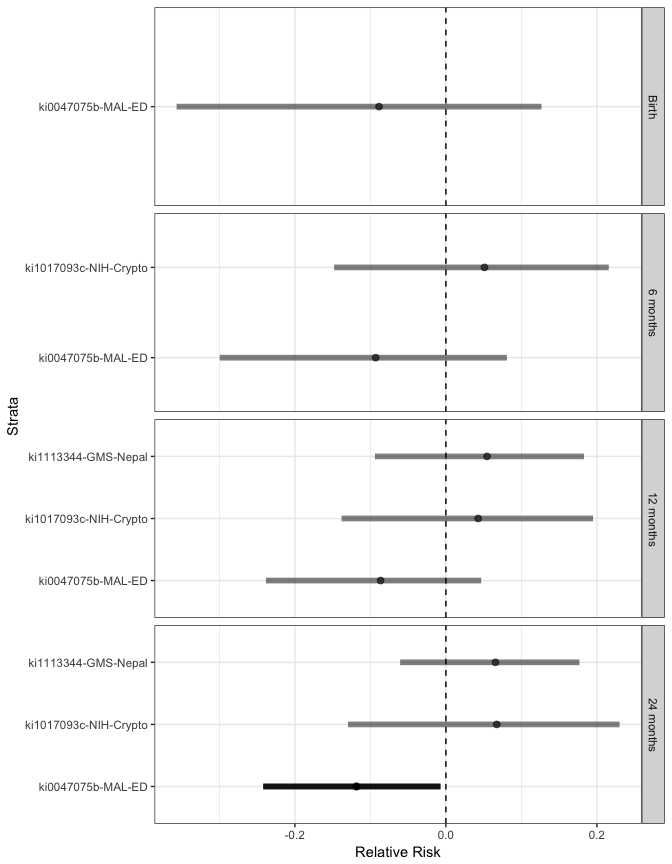 Birth
ki0047075b-MAL-ED
6 months
ki1017093c-NIH-Crypto
ki0047075b-MAL-ED
12 months
ki1113344-GMS-Nepal
ki1017093c-NIH-Crypto
ki0047075b-MAL-ED
24 months
ki1113344-GMS-Nepal
ki1017093c-NIH-Crypto
ki0047075b-MAL-ED
Strata
-0.2 0.0 0.2
Relative Risk